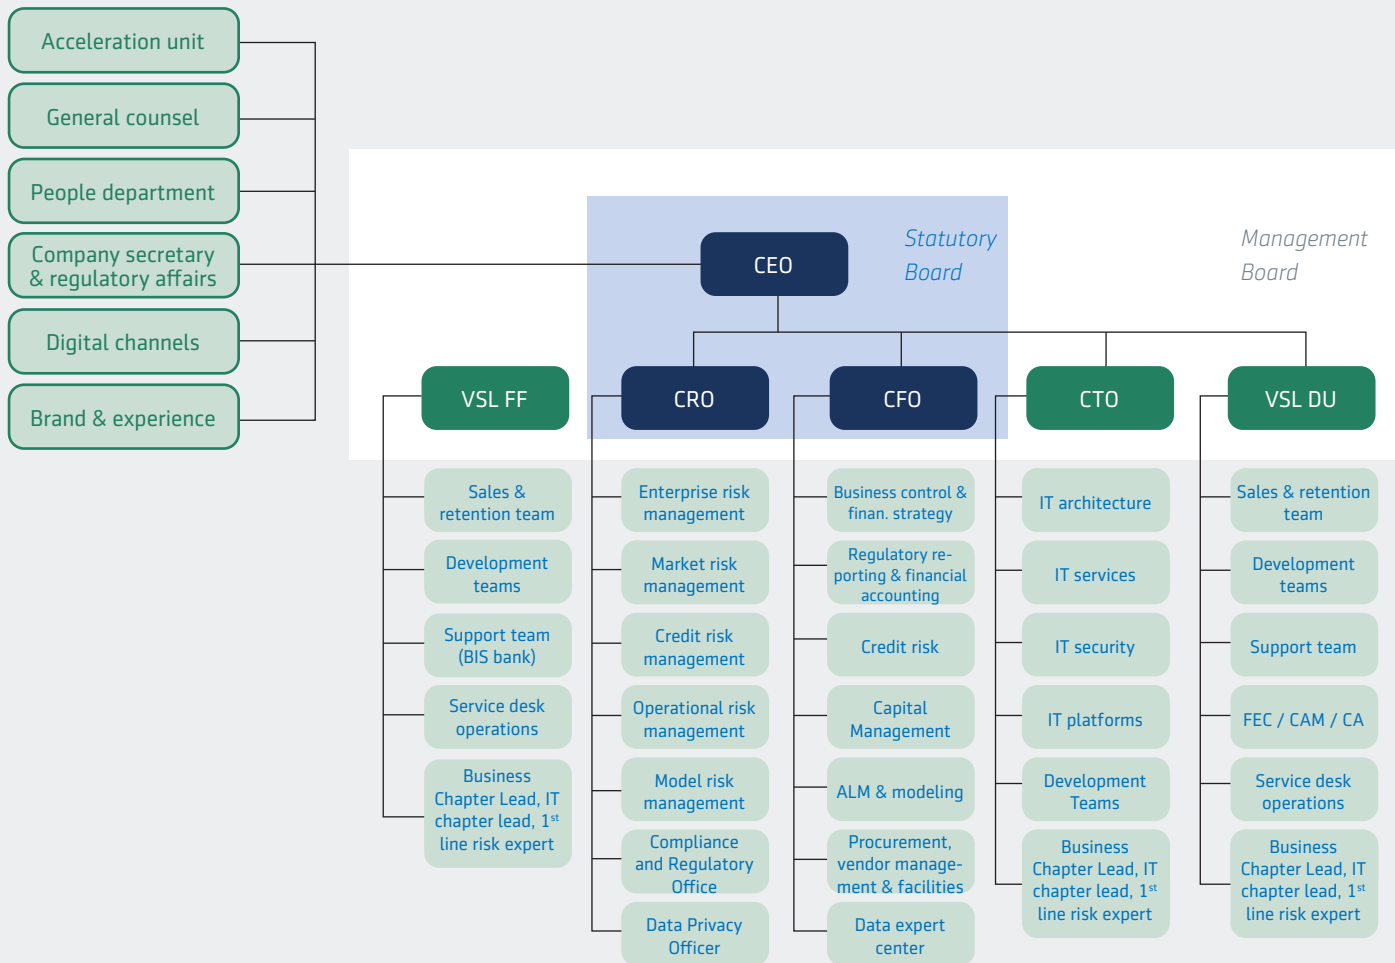 Acceleration unit
General counsel
People department
Company secretary
& regulatory affairs
Digital channels
Brand & experience
CEO
Statutory
Board
Management
Board
VSL FF
CRO
CFO
CTO
VSL DU
Sales &
retention team
Development
teams
Support team
(BIS bank)
Service desk
operations
Business
Chapter Lead, IT
chapter lead, 1st
line risk expert
Enterprise risk
management
Market risk
management
Credit risk
management
Operational risk
management
Model risk
management
Compliance
and Regulatory
Office
Data Privacy
Officer
Business control &
finan. strategy
Regulatory re-
porting & financial
accounting
Credit risk
Capital
Management
ALM & modeling
Procurement,
vendor manage-
ment & facilities
Data expert
center
IT architecture
IT services
IT security
IT platforms
Development
Teams
Business
Chapter Lead, IT
chapter lead, 1st
line risk expert
Sales & retention
team
Development
teams
Support team
FEC / CAM / CA
Service desk
operations
Business
Chapter Lead, IT
chapter lead, 1st
line risk expert